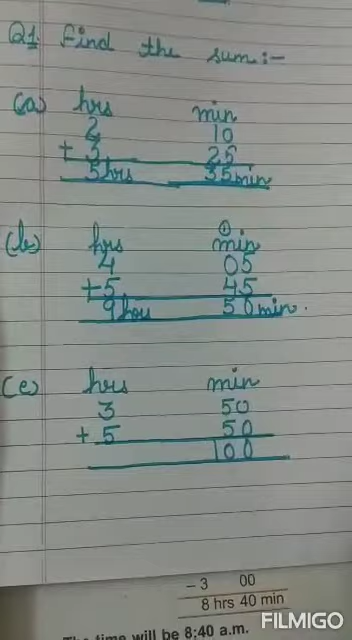 Q1 Find the sum:-
(a) hrs min
2 10
+ 3 25
5 hrs 35 min
(b) hrs min
1
4 05
+ 5 45
9 hou 50 min.
(c) hrs min
3 50
+ 5 50
100
- 3 00
8 hrs 40 min
time will be 8:40 a.m.
FILMIGO